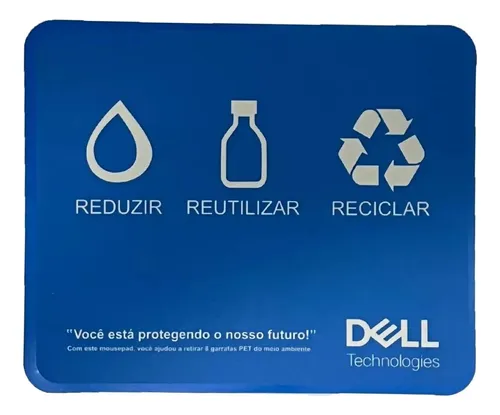 REDUZIR REUTILIZAR RECICLAR
"Você está protegendo o nosso futuro!"
Com este mousepad, você ajudou a retirar 8 garrafas PET do meio ambiente
DELL
Technologies